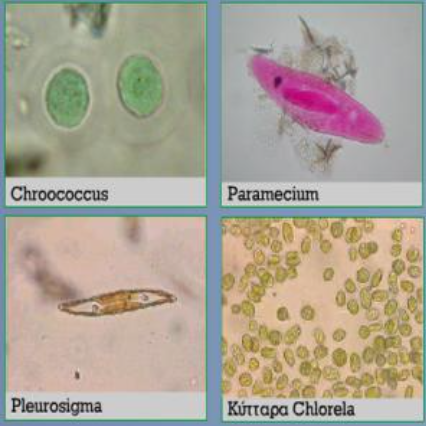 Chroococcus
Paramecium
Pleurosigma
Κύτταρα Chlorela